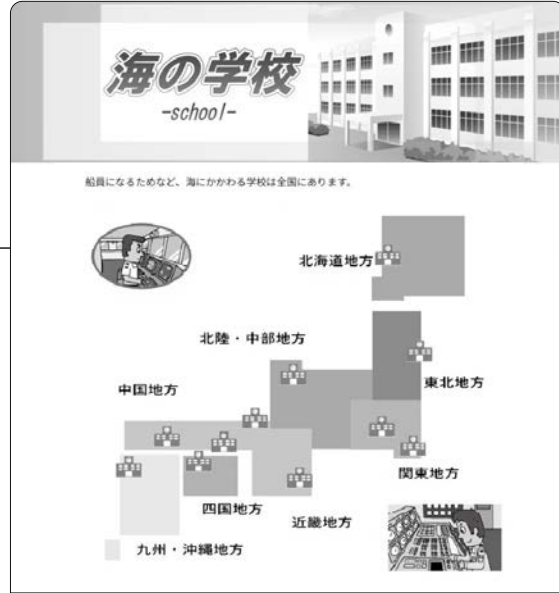 海の学校
-school-
船員になるためなど、海にかかわる学校は全国にあります。
北海道地方
北陸・中部地方
中国地方
東北地方
関東地方
四国地方
近畿地方
九州・沖縄地方